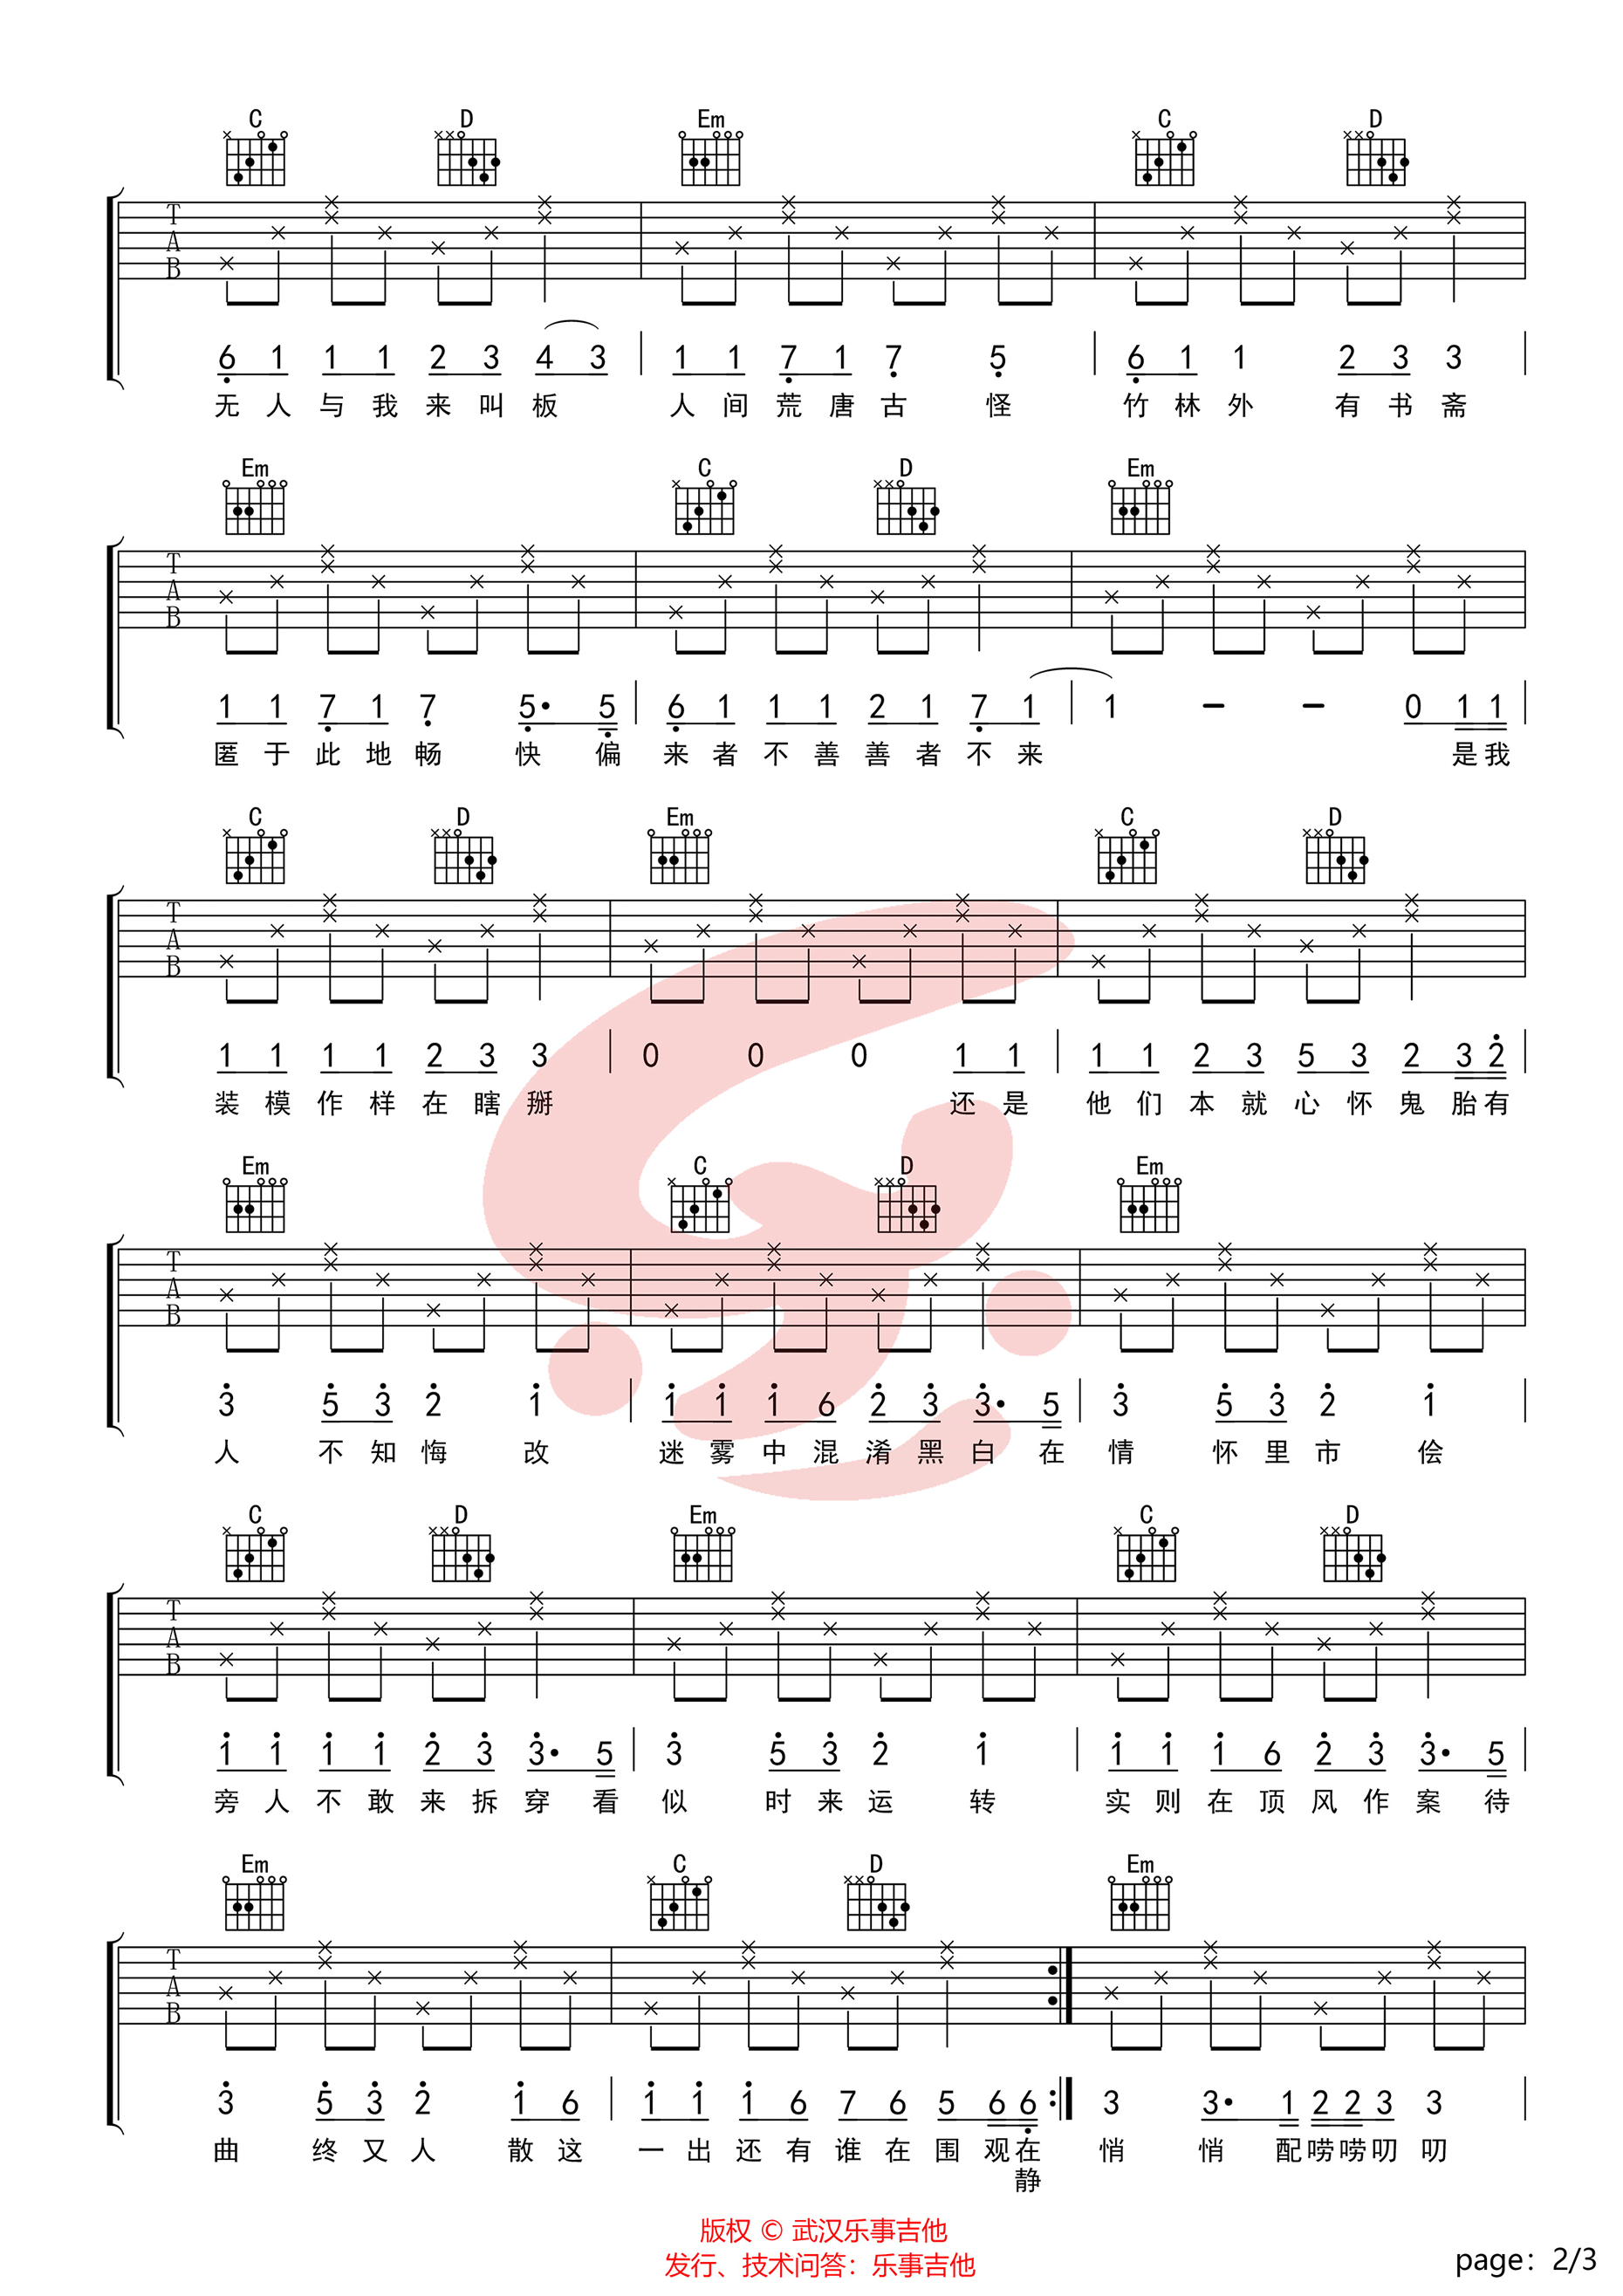 C D Em C D
T
A
B
6 1 1 1 2 3 4 3 1 1 7 1 7 5 6 1 1 2 3 3
无 人 与 我 来 叫 板 人 间 荒 唐 古 怪 竹 林 外 有 书 斋
Em C D Em
T
A
B
1 1 7 1 7 5· 5 6 1 1 1 2 1 7 1 1 - - 0 1 1
匿 于 此 地 畅 快 偏 来 者 不 善 善 者 不 来 是 我
C D Em C D
T
A
B
1 1 1 1 2 3 3 0 0 0 1 1 1 1 2 3 5 3 2 3 2
装 模 作 样 在 瞎 掰 还 是 他 们 本 就 心 怀 鬼 胎 有
Em C D Em
T
A
B
3 5 3 2 1 1 1 1 6 2 3 3· 5 3 5 3 2 1
人 不 知 悔 改 迷 雾 中 混 淆 黑 白 在 情 怀 里 市 侩
C D Em C D
T
A
B
1 1 1 1 2 3 3· 5 3 5 3 2 1 1 1 1 6 2 3 3· 5
旁 人 不 敢 来 拆 穿 看 似 时 来 运 转 实 则 在 顶 风 作 案 待
Em C D Em
T
A
B
3 5 3 2 1 6 1 1 1 6 7 6 5 6 6 3 3· 1 2 2 3 3
曲 终 又 人 散 这 一 出 还 有 谁 在 围 观 在 悄 悄 配 唠 唠 叨 叨
静
版权 © 武汉乐事吉他
发行、技术问答：乐事吉他
page：2/3